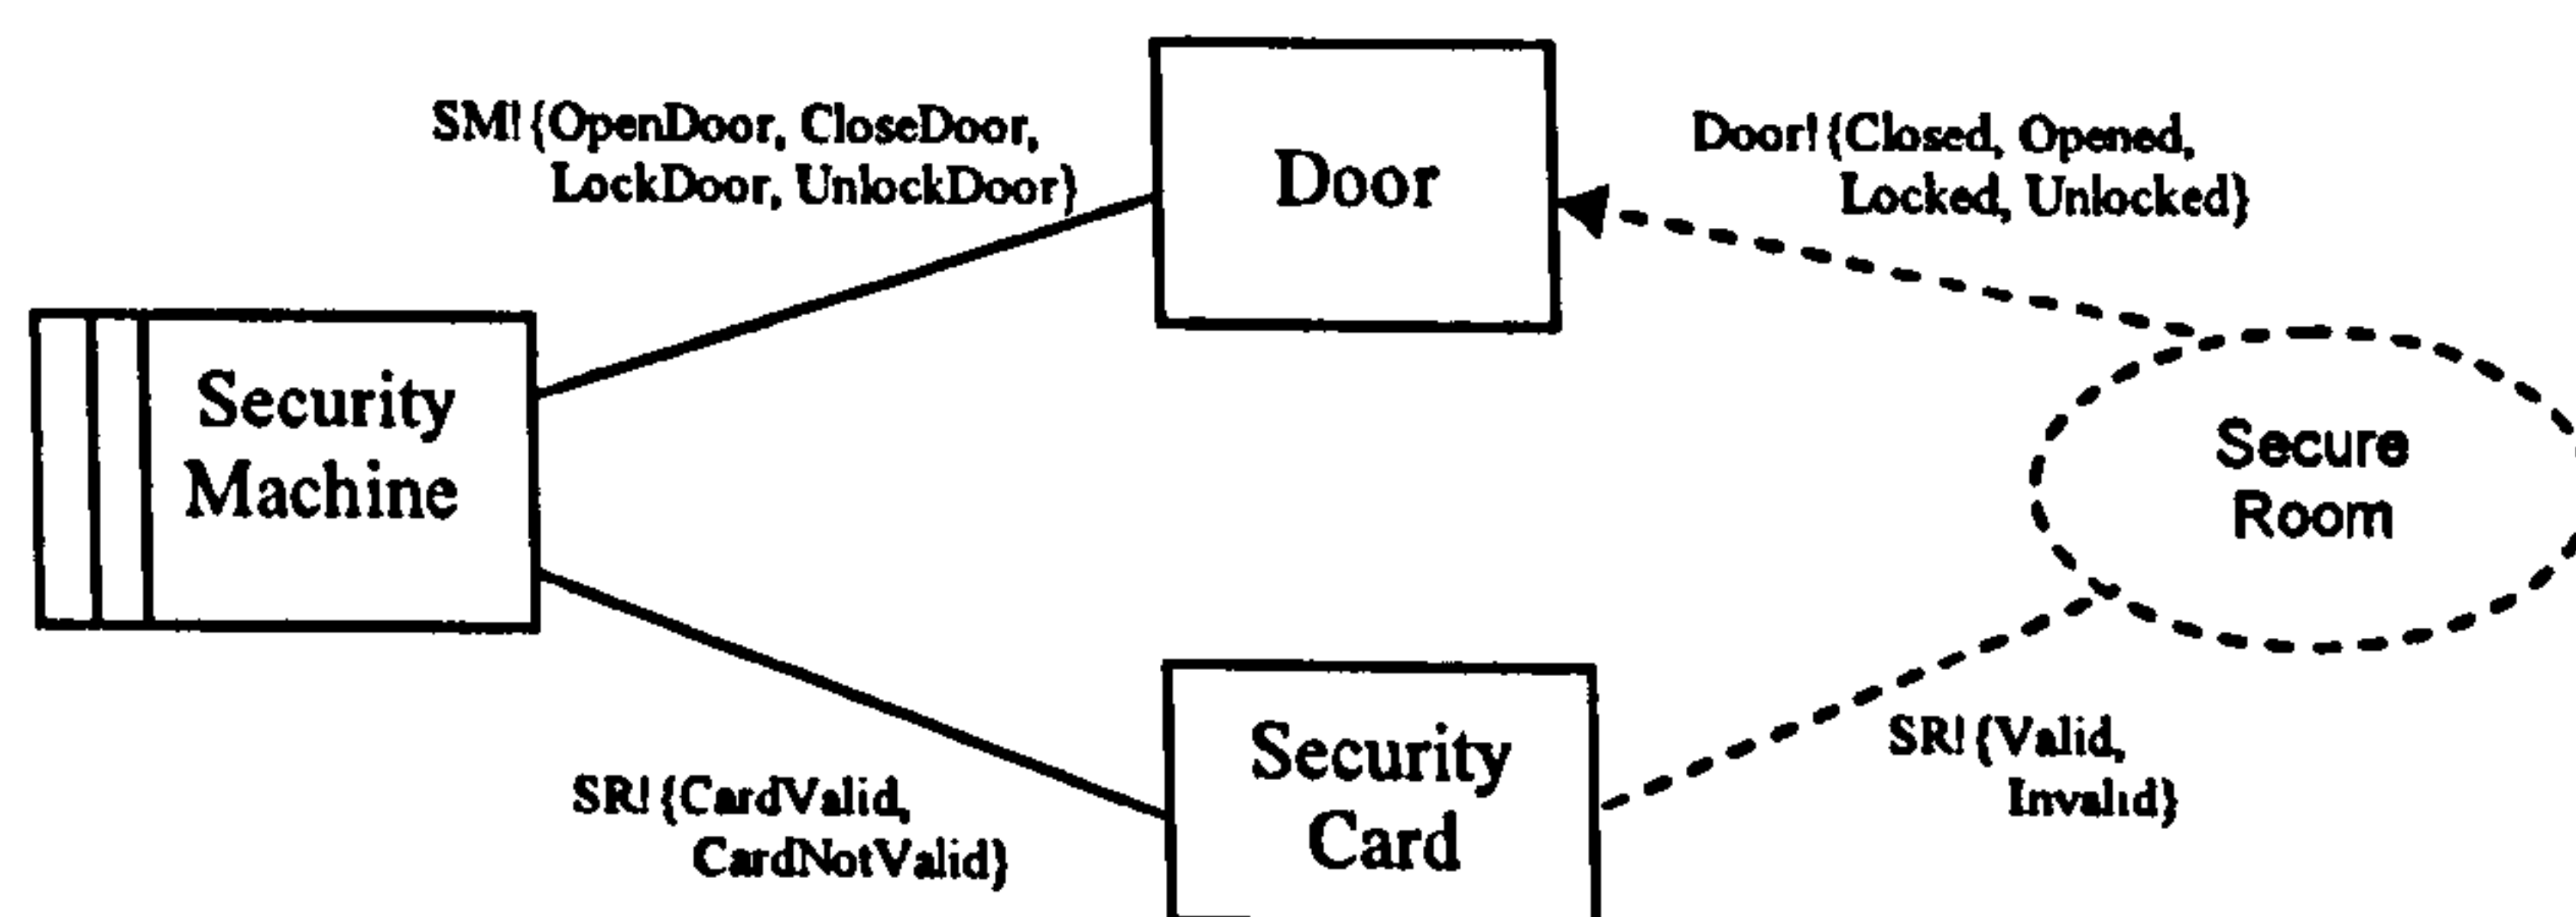 SM!{OpenDoor, CloseDoor,
LockDoor, UnlockDoor}
Door
Door!{Closed, Opened,
Locked, Unlocked}
Security
Machine
Secure
Room
SR!{CardValid,
CardNotValid}
Security
Card
SR!{Valid,
Invalid}